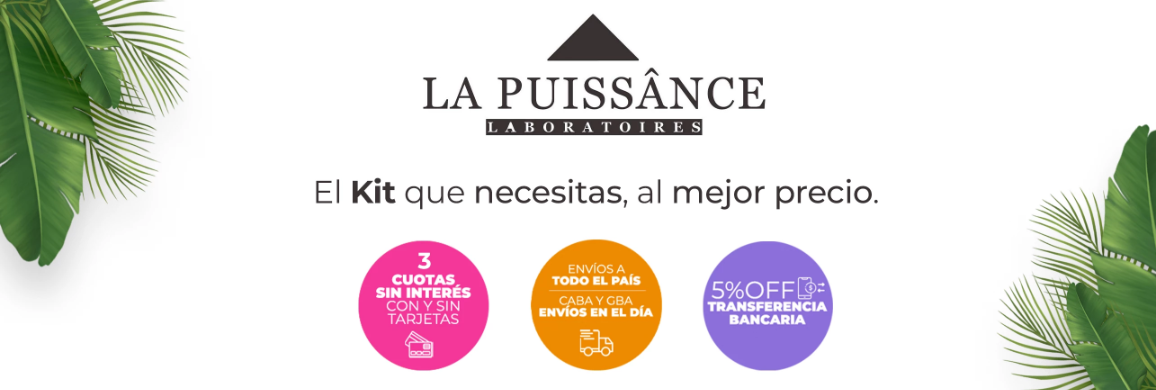 LA PUISSÂNCE
LABORATOIRES
El Kit que necesitas, al mejor precio.
3
CUOTAS
SIN INTERÉS
CON Y SIN
TARJETAS
ENVÍOS A
TODO EL PAÍS
CABA Y GBA
ENVÍOS EN EL DÍA
5%OFF
TRANSFERENCIA
BANCARIA